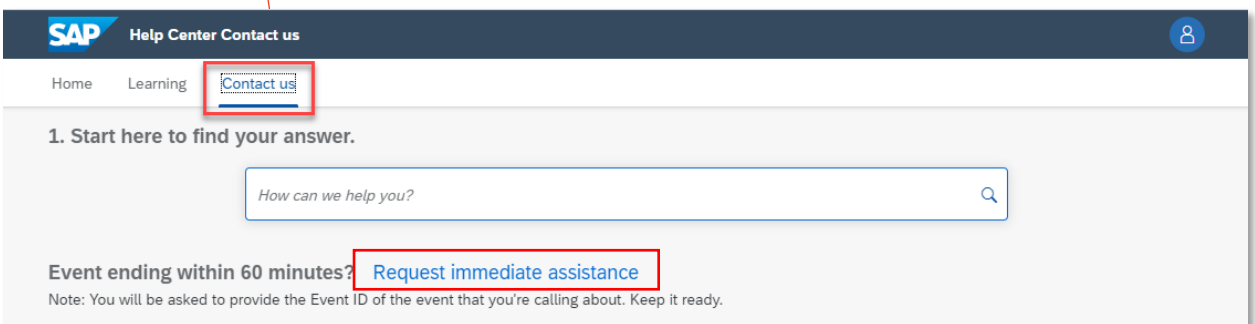 SAP Help Center Contact us
Home Learning Contact us
1. Start here to find your answer.
How can we help you?
Event ending within 60 minutes? Request immediate assistance
Note: You will be asked to provide the Event ID of the event that you're calling about. Keep it ready.